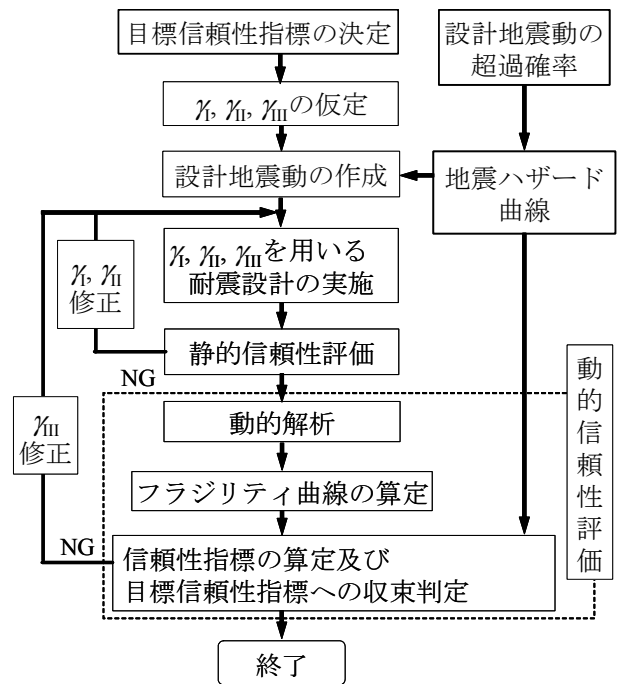 目標信頼性指標の決定
設計地震動の
超過確率
γI, γII, γIIIの仮定
設計地震動の作成
地震ハザード
曲線
γI, γII, γIIIを用いる
耐震設計の実施
γI, γII
修正
静的信頼性評価
NG
動的信頼性評価
動的解析
γIII
修正
フラジリティ曲線の算定
NG
信頼性指標の算定及び
目標信頼性指標への収束判定
終了